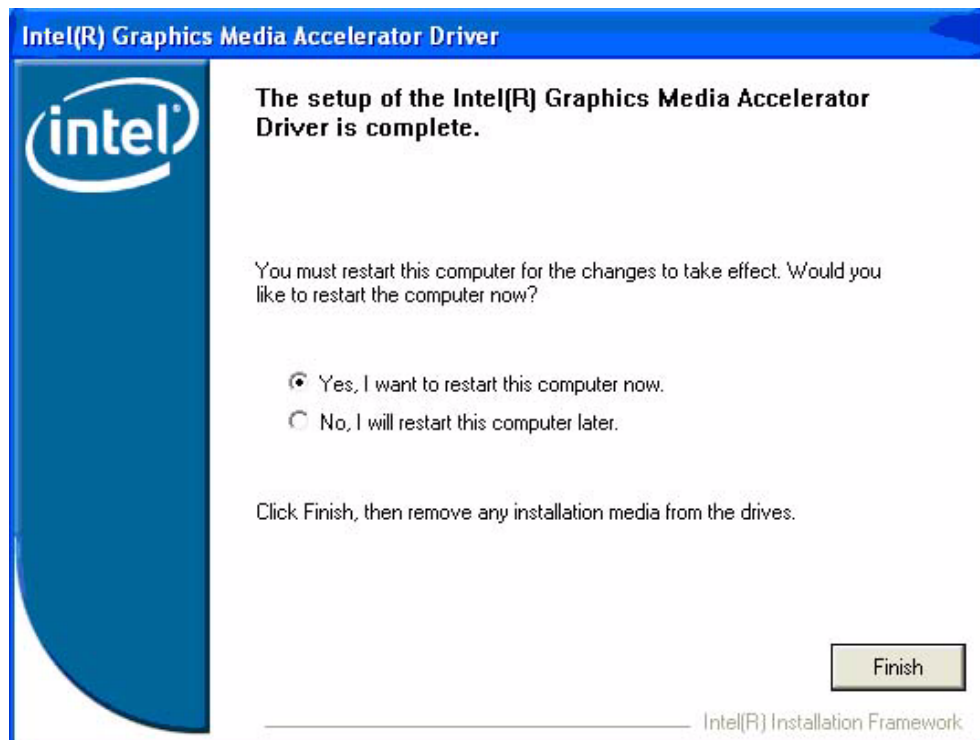 Intel(R) Graphics Media Accelerator Driver
intel
The setup of the Intel(R) Graphics Media Accelerator
Driver is complete.
You must restart this computer for the changes to take effect. Would you
like to restart the computer now?
Yes, I want to restart this computer now.
No, I will restart this computer later.
Click Finish, then remove any installation media from the drives.
Finish
Intel(R) Installation Framework